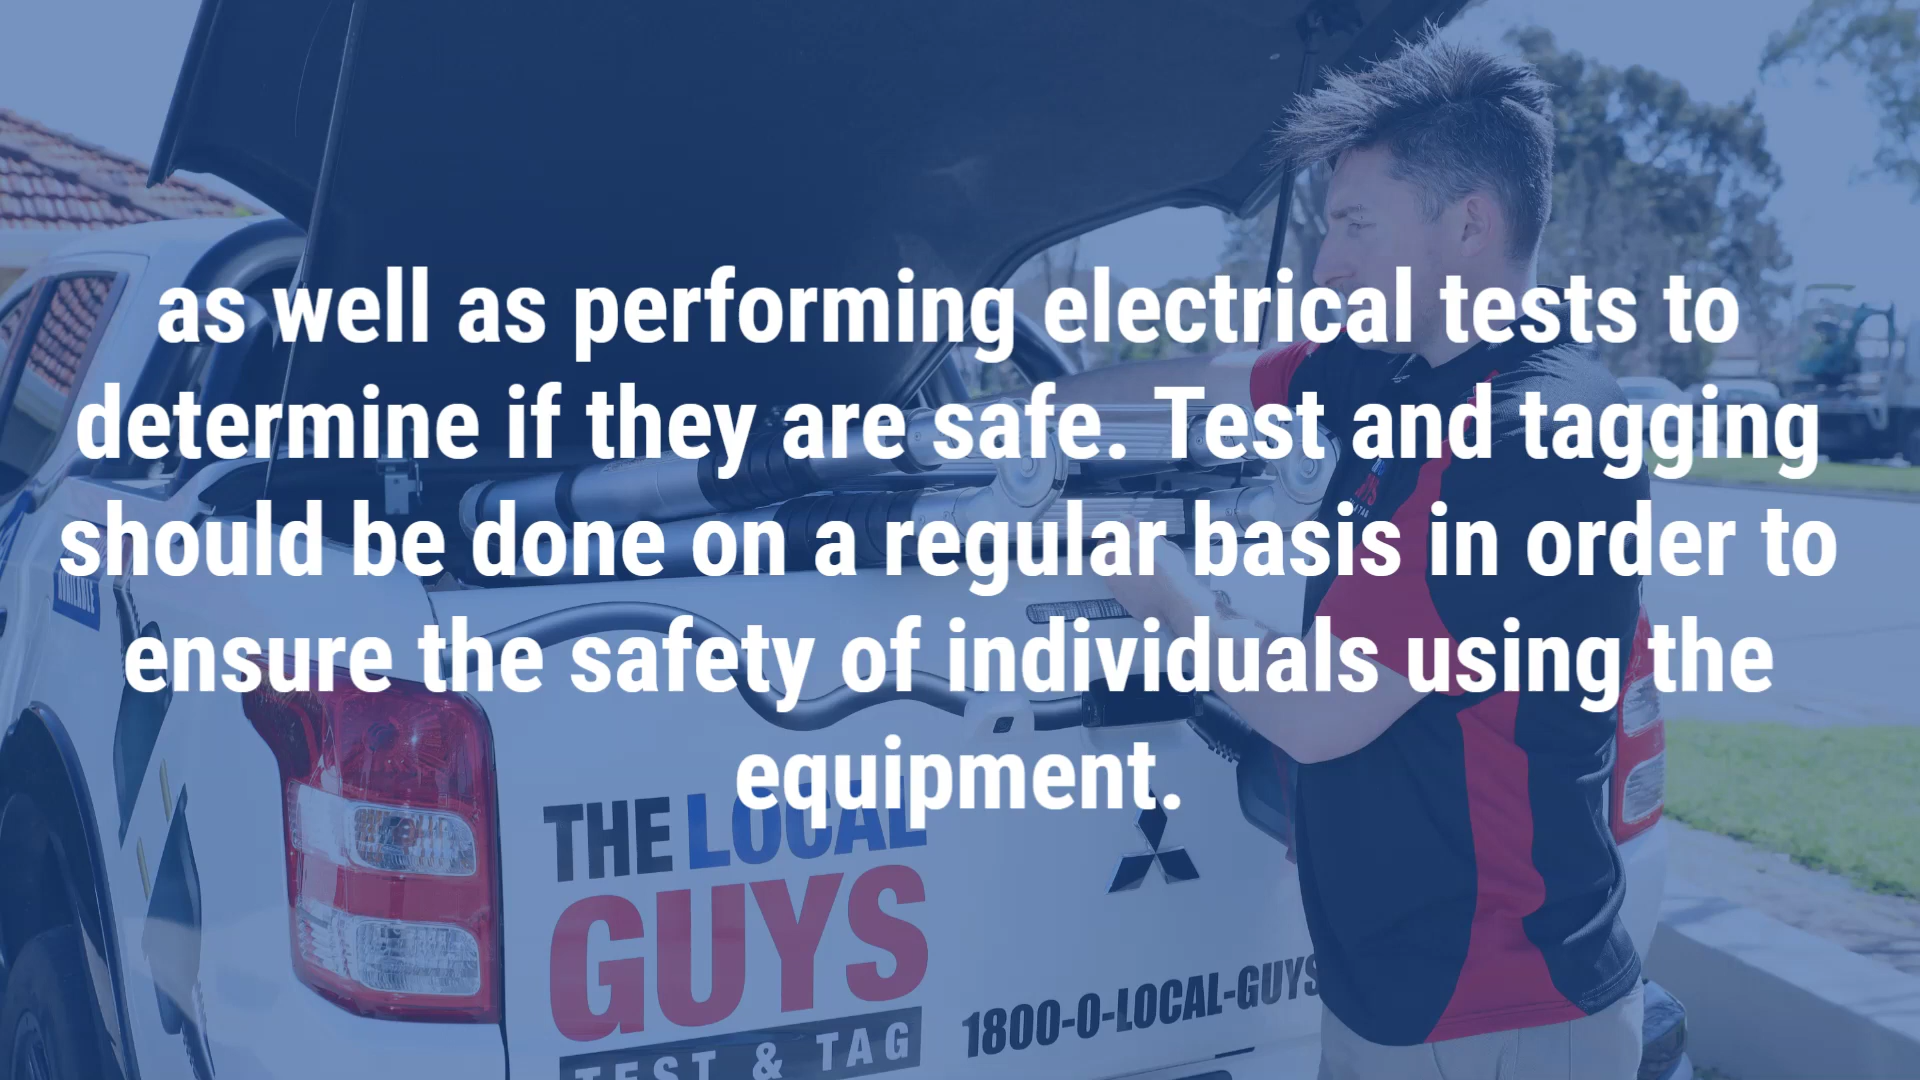 as well as performing electrical tests to
determine if they are safe. Test and tagging
should be done on a regular basis in order to
ensure the safety of individuals using the
equipment.
AVAILABLE
THE LOCAL
GUYS
TEST & TAG
1800-0-LOCAL-GUYS